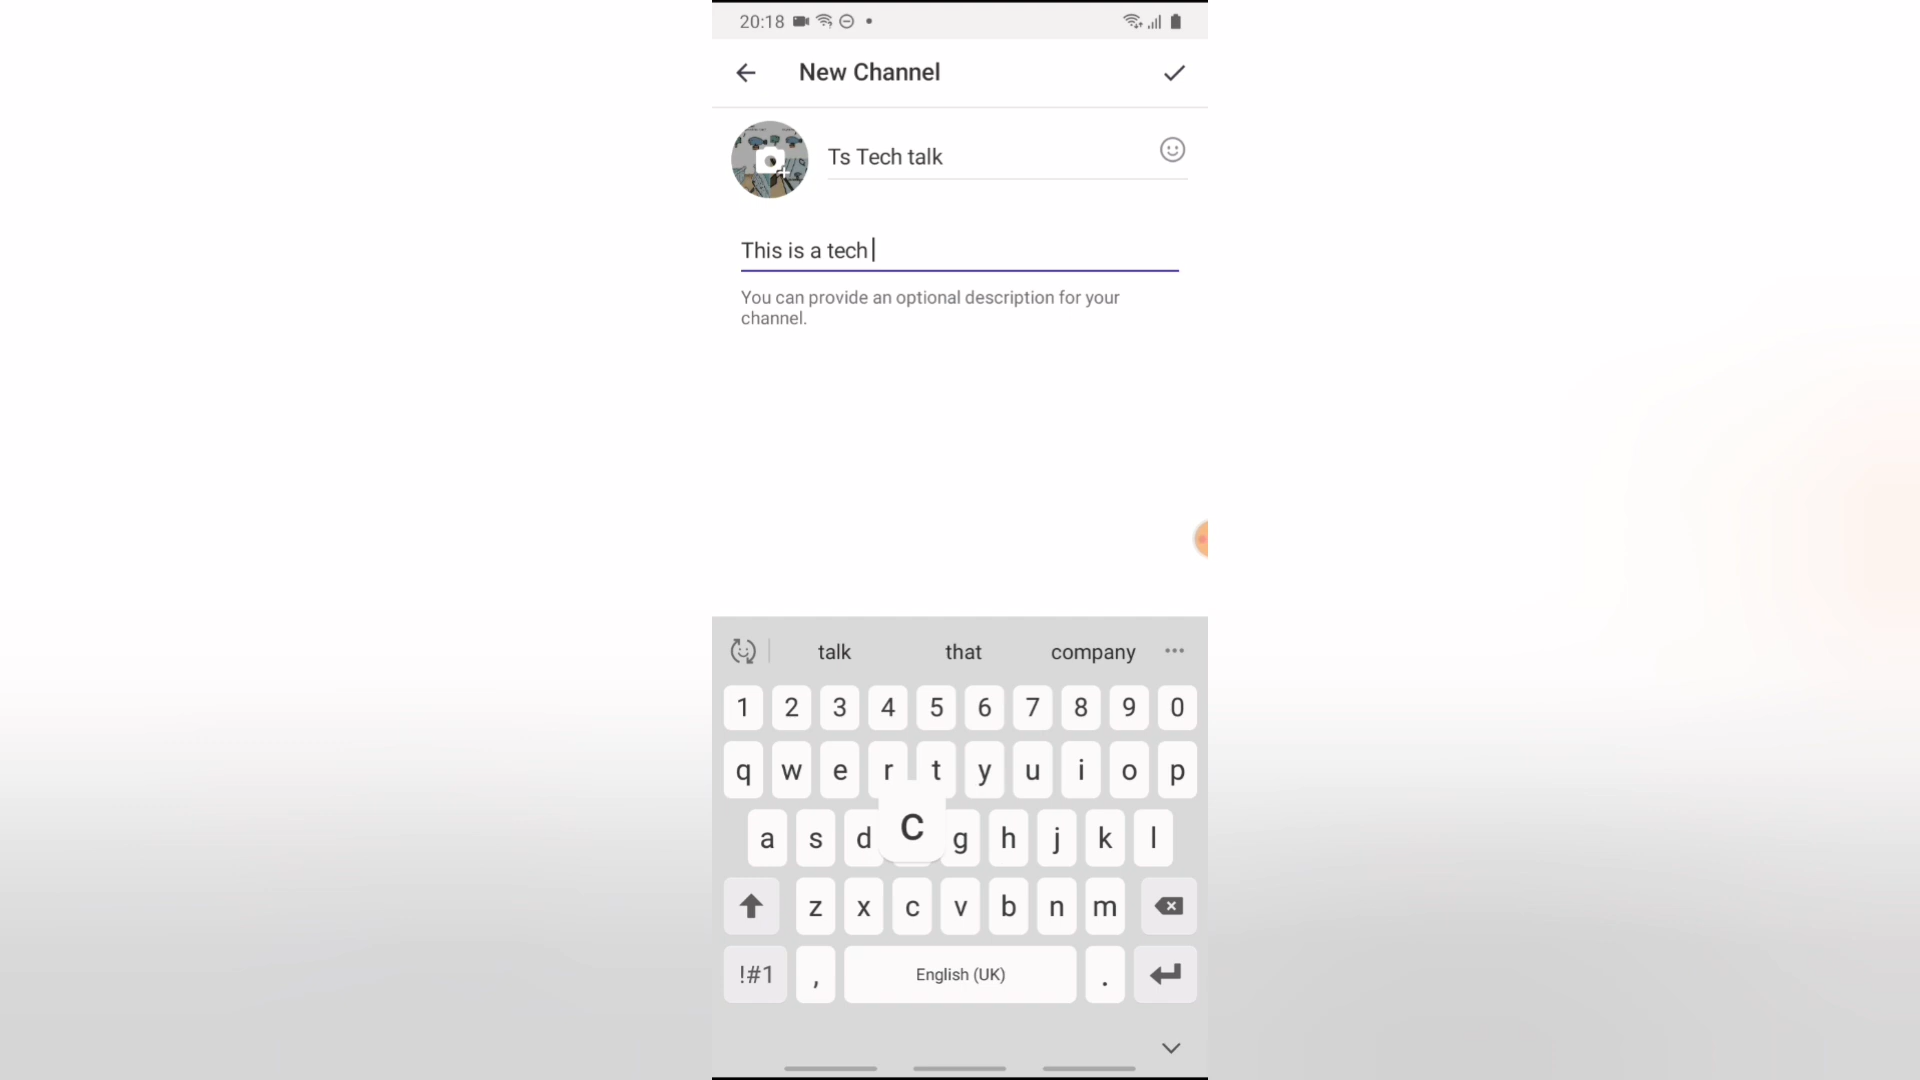 20:18
New Channel
Ts Tech talk
This is a tech
You can provide an optional description for your
channel.
talk that company
1 2 3 4 5 6 7 8 9 0
q w e r t y u i o p
a s d C g h j k l
z x c v b n m
!#1 , English (UK) .